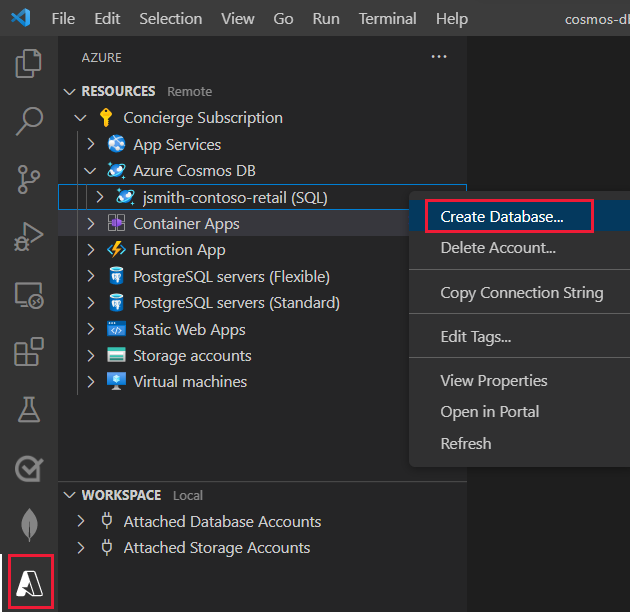 File Edit Selection View Go Run Terminal Help cosmos-db
AZURE ...
RESOURCES Remote
Concierge Subscription
App Services
Azure Cosmos DB
jsmith-contoso-retail (SQL)
Container Apps
Function App
PostgreSQL servers (Flexible)
PostgreSQL servers (Standard)
Static Web Apps
Storage accounts
Virtual machines
Create Database...
Delete Account...
Copy Connection String
Edit Tags...
View Properties
Open in Portal
Refresh
WORKSPACE Local
Attached Database Accounts
Attached Storage Accounts